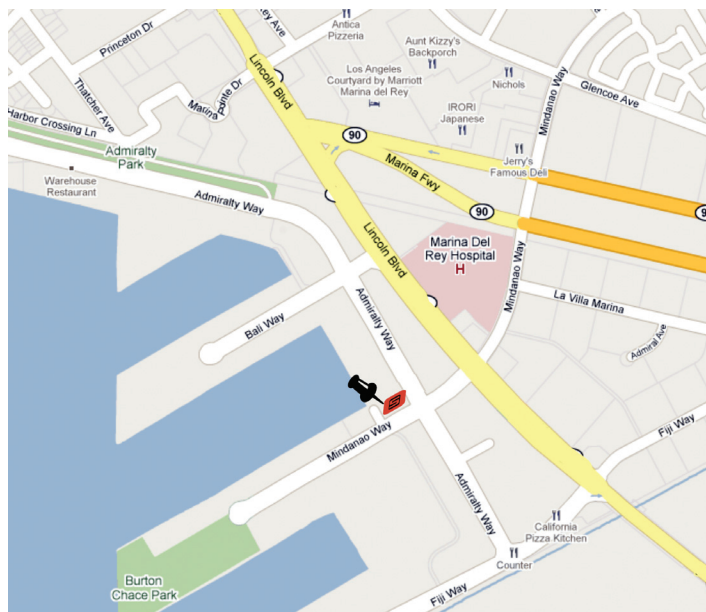 Princeton Dr
ey Ave
Antica
Pizzeria
Aunt Kizzy's
Backporch
Lincoln Blvd
Los Angeles
Courtyard by Marriott
Marina del Rey
Nichols
Glencoe Ave
Mindanao Way
Thatcher Ave
Marina
Pointe Dr
IRORI
Japanese
Harbor Crossing Ln
Admiralty
Park
90
Jerry's
Famous Deli
Marina Fwy
Warehouse
Restaurant
Admiralty Way
90
9
Lincoln Blvd
Marina Del
Rey Hospital
H
Mindanao Way
La Villa Marina
Bali Way
Admiralty Way
Admiral Ave
Mindanao Way
Fiji Way
Admiralty Way
California
Pizza Kitchen
Counter
Burton
Chace Park
Fiji Way